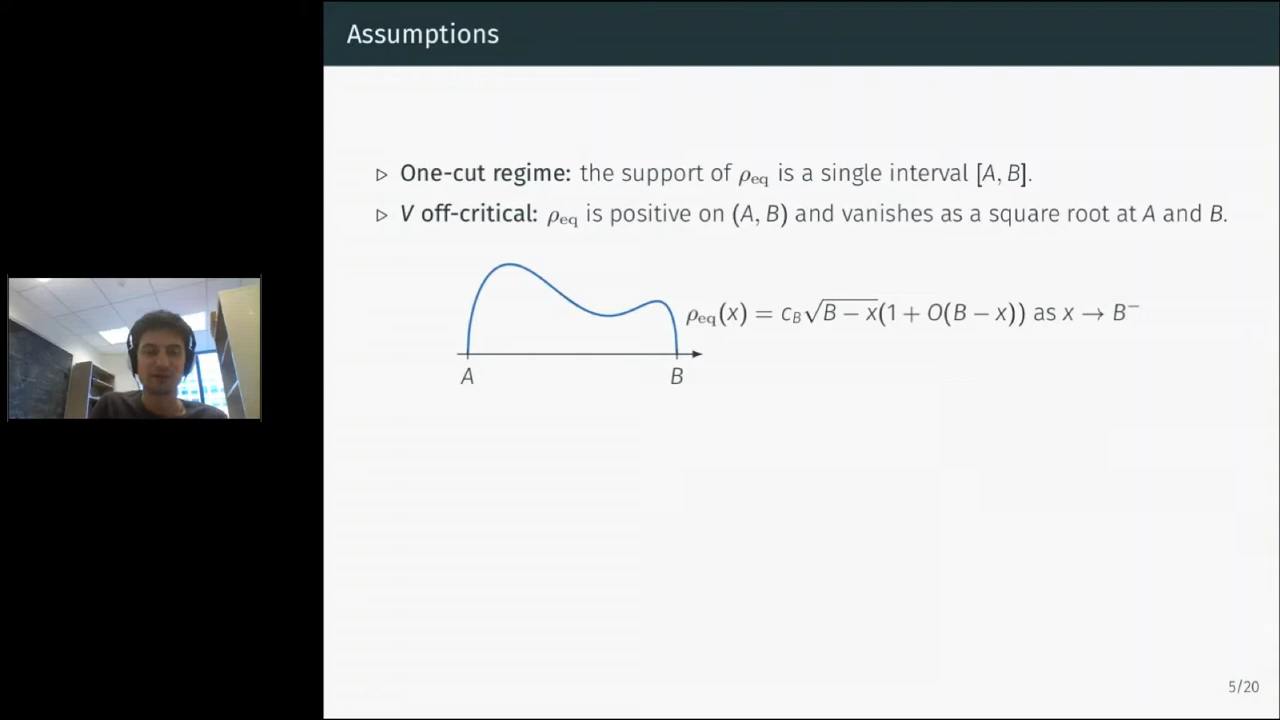 Assumptions
▷ One-cut regime: the support of ρ_eq is a single interval [A, B].
▷ V off-critical: ρ_eq is positive on (A, B) and vanishes as a square root at A and B.
ρ_eq(x) = c_B√(B − x)(1 + O(B − x)) as x → B⁻
A B
5/20